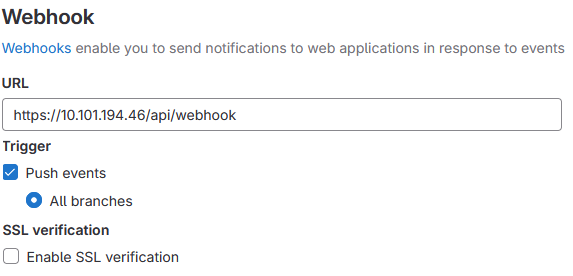 Webhook
Webhooks enable you to send notifications to web applications in response to events
URL
https://10.101.194.46/api/webhook
Trigger
Push events
All branches
SSL verification
Enable SSL verification